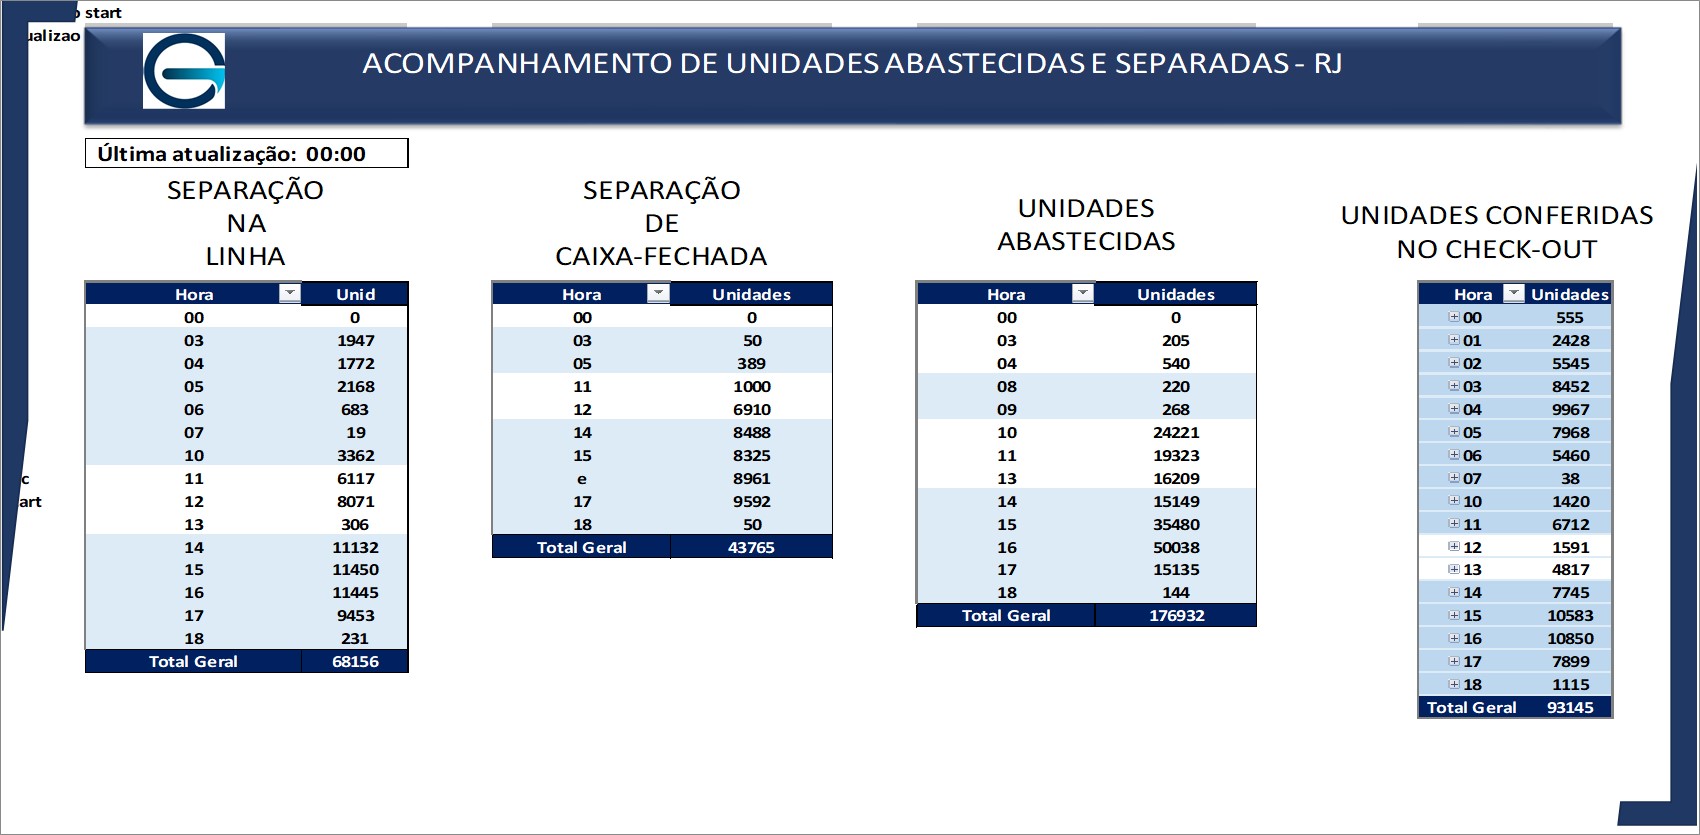 start
ualizao
ACOMPANHAMENTO DE UNIDADES ABASTECIDAS E SEPARADAS - RJ
Última atualização: 00:00
SEPARAÇÃO
NA
LINHA
Hora Unid
00 0
03 1947
04 1772
05 2168
06 683
07 19
10 3362
11 6117
12 8071
13 306
14 11132
15 11450
16 11445
17 9453
18 231
Total Geral 68156
SEPARAÇÃO
DE
CAIXA-FECHADA
Hora Unidades
00 0
03 50
05 389
11 1000
12 6910
14 8488
15 8325
e 8961
17 9592
18 50
Total Geral 43765
UNIDADES
ABASTECIDAS
Hora Unidades
00 0
03 205
04 540
08 220
09 268
10 24221
11 19323
13 16209
14 15149
15 35480
16 50038
17 15135
18 144
Total Geral 176932
UNIDADES CONFERIDAS
NO CHECK-OUT
Hora Unidades
00 555
01 2428
02 5545
03 8452
04 9967
05 7968
06 5460
07 38
10 1420
11 6712
12 1591
13 4817
14 7745
15 10583
16 10850
17 7899
18 1115
Total Geral 93145
c
art